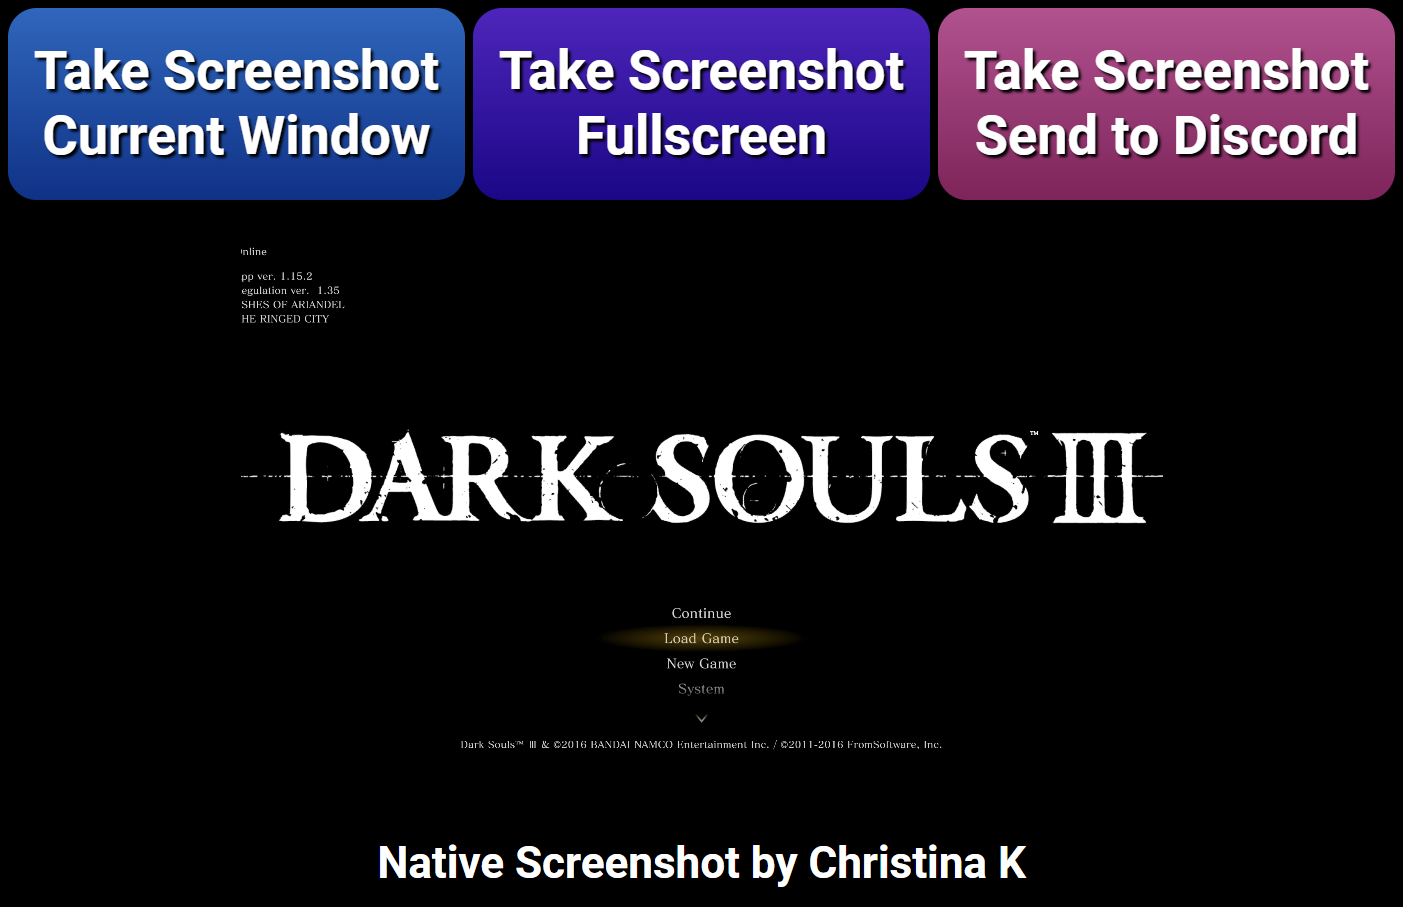 Take Screenshot
Current Window
Take Screenshot
Fullscreen
Take Screenshot
Send to Discord
nline
pp ver. 1.15.2
egulation ver. 1.35
SHES OF ARIANDEL
HE RINGED CITY
DARK SOULS™ III
Continue
Load Game
New Game
System
Dark Souls™ III & ©2016 BANDAI NAMCO Entertainment Inc. / ©2011-2016 FromSoftware, Inc.
Native Screenshot by Christina K